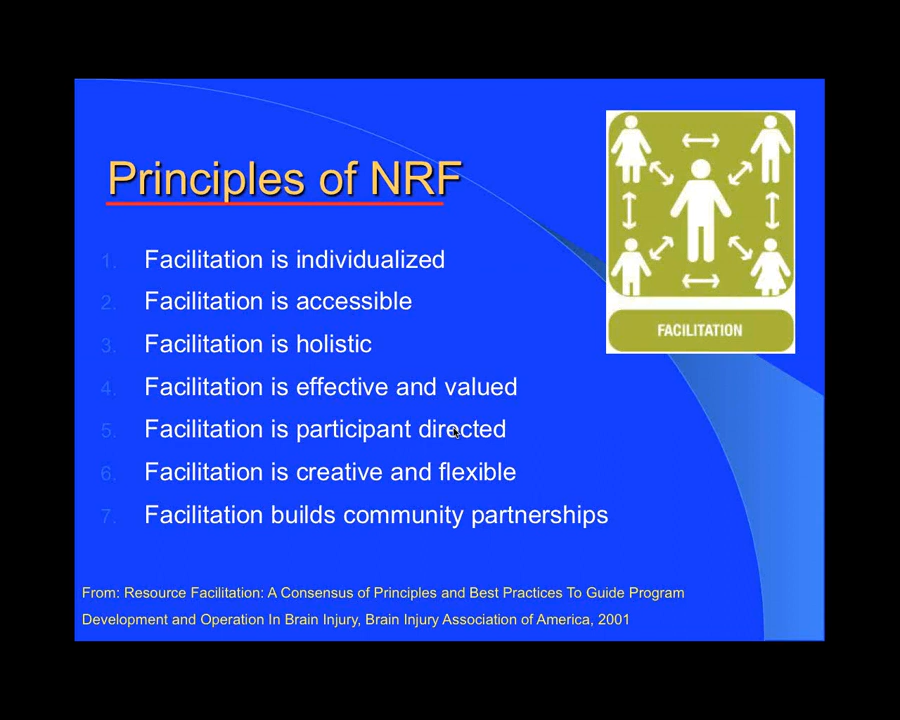 Principles of NRF
1. Facilitation is individualized
2. Facilitation is accessible
3. Facilitation is holistic
4. Facilitation is effective and valued
5. Facilitation is participant directed
6. Facilitation is creative and flexible
7. Facilitation builds community partnerships
FACILITATION
From: Resource Facilitation: A Consensus of Principles and Best Practices To Guide Program
Development and Operation In Brain Injury, Brain Injury Association of America, 2001